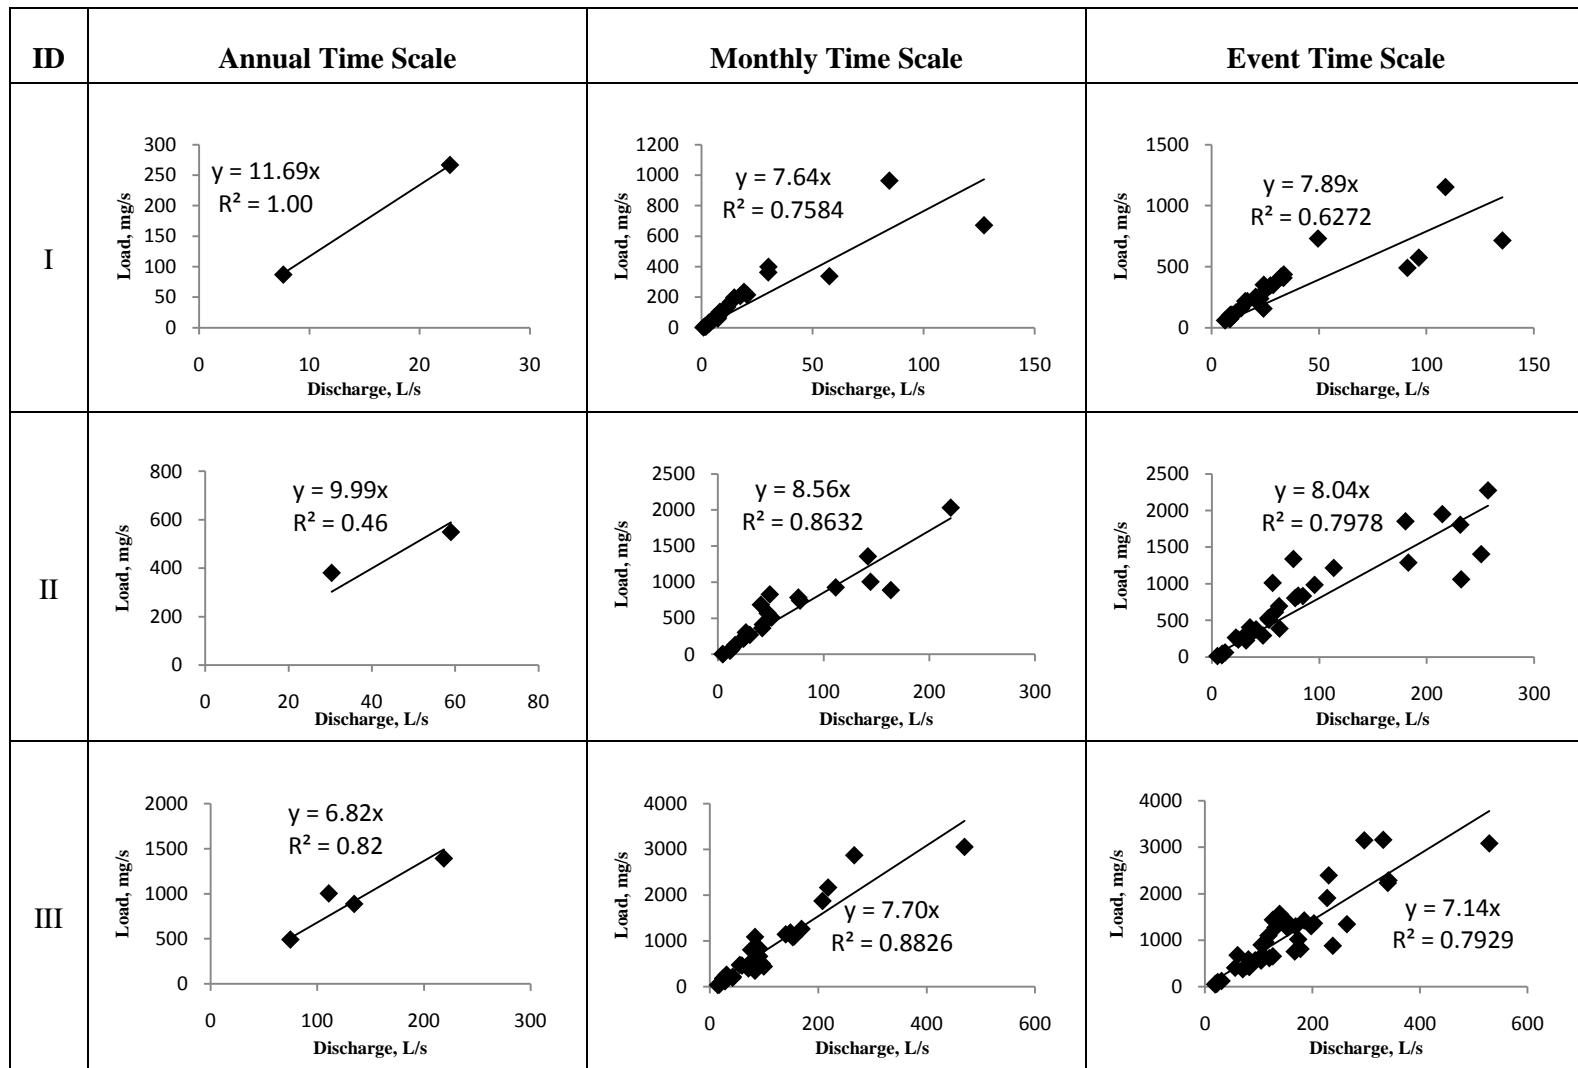 ID Annual Time Scale Monthly Time Scale Event Time Scale
I
300
250
200
150
100
50
0
Load, mg/s
y = 11.69x
R² = 1.00
0 10 20 30
Discharge, L/s
1200
1000
800
600
400
200
0
Load, mg/s
y = 7.64x
R² = 0.7584
0 50 100 150
Discharge, L/s
1500
1000
500
0
Load, mg/s
y = 7.89x
R² = 0.6272
0 50 100 150
Discharge, L/s
II
800
600
400
200
0
Load, mg/s
y = 9.99x
R² = 0.46
0 20 40 60 80
Discharge, L/s
2500
2000
1500
1000
500
0
Load, mg/s
y = 8.56x
R² = 0.8632
0 100 200 300
Discharge, L/s
2500
2000
1500
1000
500
0
Load, mg/s
y = 8.04x
R² = 0.7978
0 100 200 300
Discharge, L/s
III
2000
1500
1000
500
0
Load, mg/s
y = 6.82x
R² = 0.82
0 100 200 300
Discharge, L/s
4000
3000
2000
1000
0
Load, mg/s
y = 7.70x
R² = 0.8826
0 200 400 600
Discharge, L/s
4000
3000
2000
1000
0
Load, mg/s
y = 7.14x
R² = 0.7929
0 200 400 600
Discharge, L/s